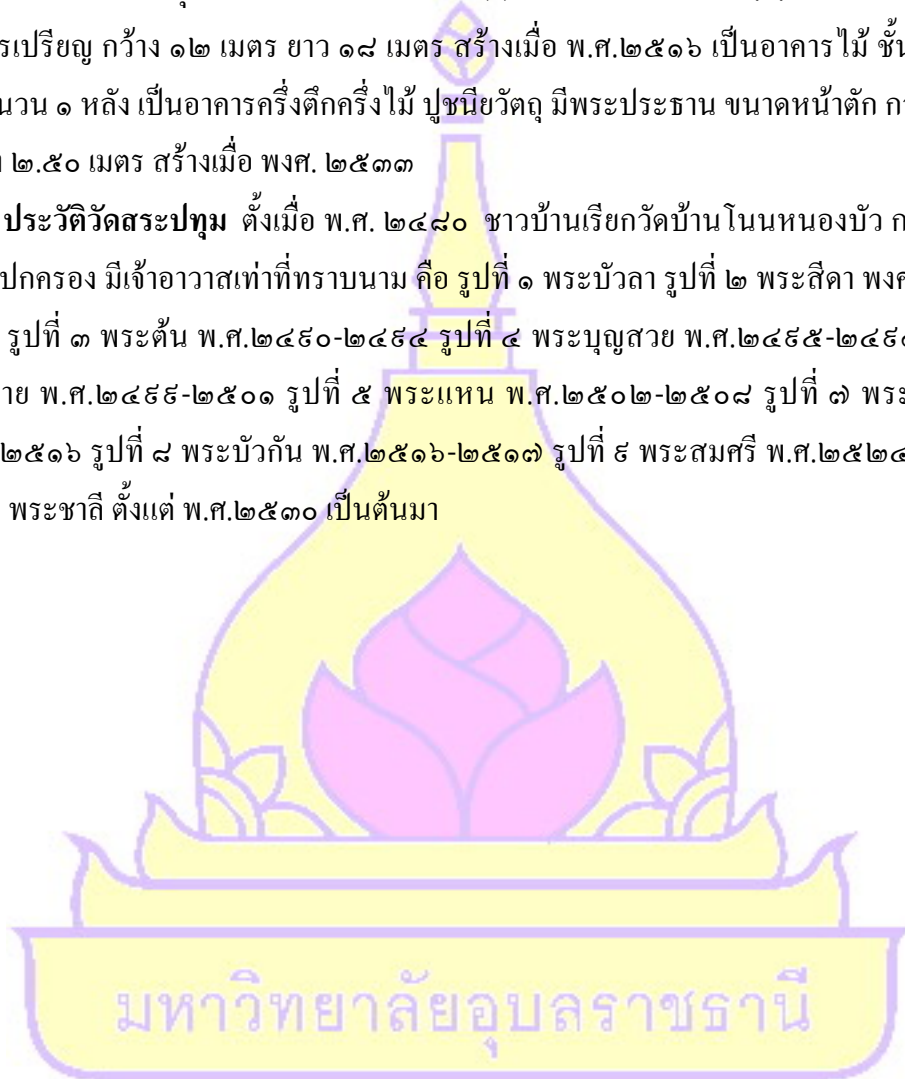 รเปรียญ กว้าง ๑๒ เมตร ยาว ๑๘ เมตร สร้างเมื่อ พ.ศ.๒๕๑๖ เป็นอาคารไม้ ชั้น
นวน ๑ หลัง เป็นอาคารครึ่งตึกครึ่งไม้ ปูชนียวัตถุ มีพระประธาน ขนาดหน้าตัก ก
๒.๕๐ เมตร สร้างเมื่อ พงศ. ๒๕๓๓
ประวัติวัดสระปทุม ตั้งเมื่อ พ.ศ. ๒๔๘๐ ชาวบ้านเรียกวัดบ้านโนนหนองบัว ก
ปกครอง มีเจ้าอาวาสเท่าที่ทราบนาม คือ รูปที่ ๑ พระบัวลา รูปที่ ๒ พระสีดา พงศ
รูปที่ ๓ พระต้น พ.ศ.๒๔๙๐-๒๔๙๔ รูปที่ ๔ พระบุญสวย พ.ศ.๒๔๙๕-๒๔๙
าย พ.ศ.๒๔๙๙-๒๕๐๑ รูปที่ ๕ พระแหน พ.ศ.๒๕๐๒-๒๕๐๘ รูปที่ ๗ พระ
๒๕๑๖ รูปที่ ๘ พระบัวกัน พ.ศ.๒๕๑๖-๒๕๑๗ รูปที่ ๙ พระสมศรี พ.ศ.๒๕๒๔
พระชาลี ตั้งแต่ พ.ศ.๒๕๓๐ เป็นต้นมา
มหาวิทยาลัยอุบลราชธานี